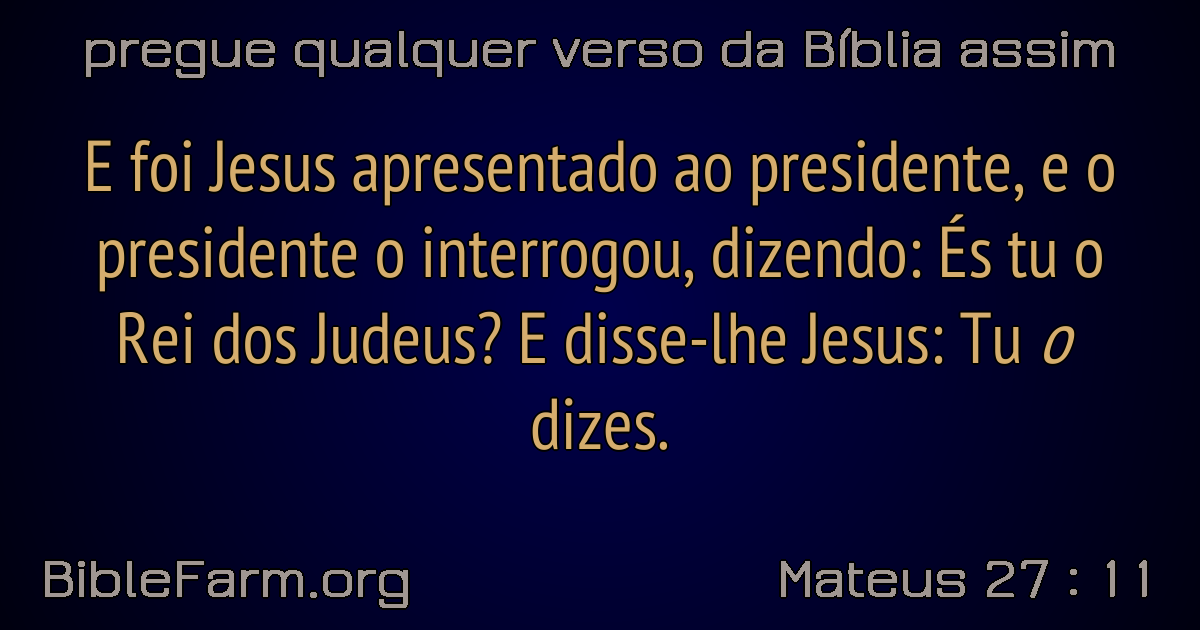 pregue qualquer verso da Bíblia assim
E foi Jesus apresentado ao presidente, e o
presidente o interrogou, dizendo: És tu o
Rei dos Judeus? E disse-lhe Jesus: Tu o
dizes.
BibleFarm.org
Mateus 27 : 11